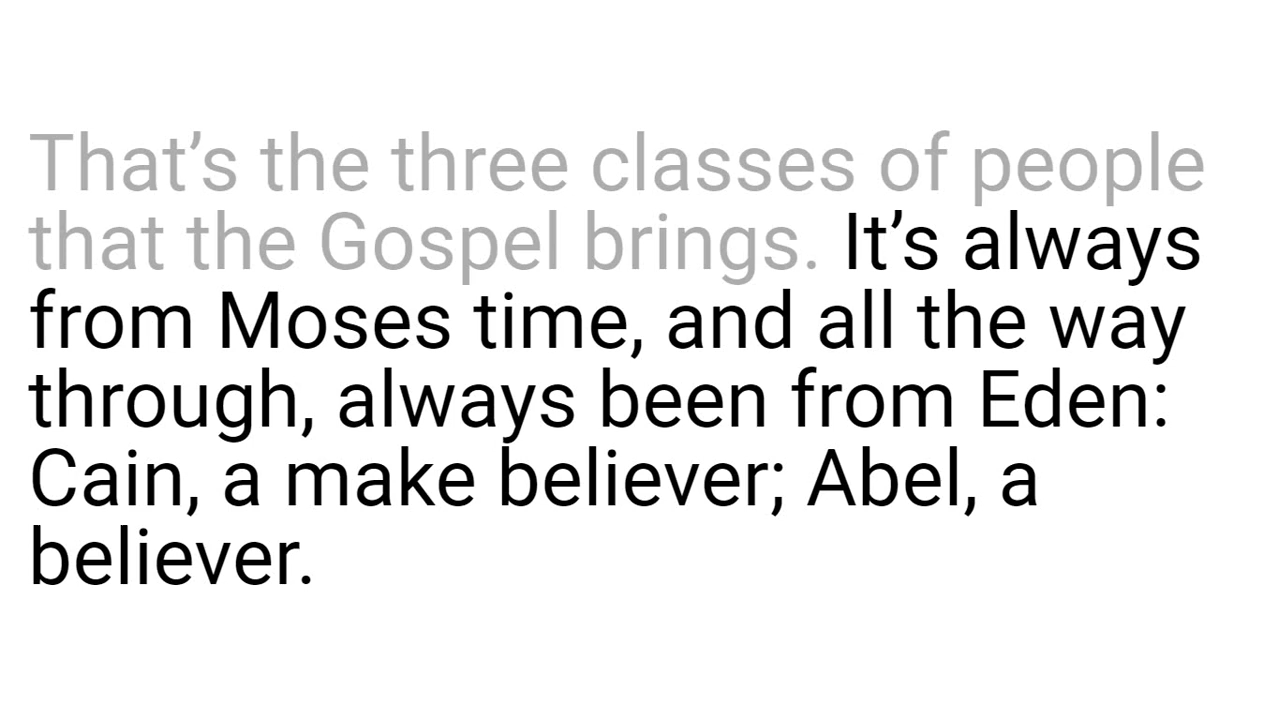 That’s the three classes of people
that the Gospel brings. It’s always
from Moses time, and all the way
through, always been from Eden:
Cain, a make believer; Abel, a
believer.